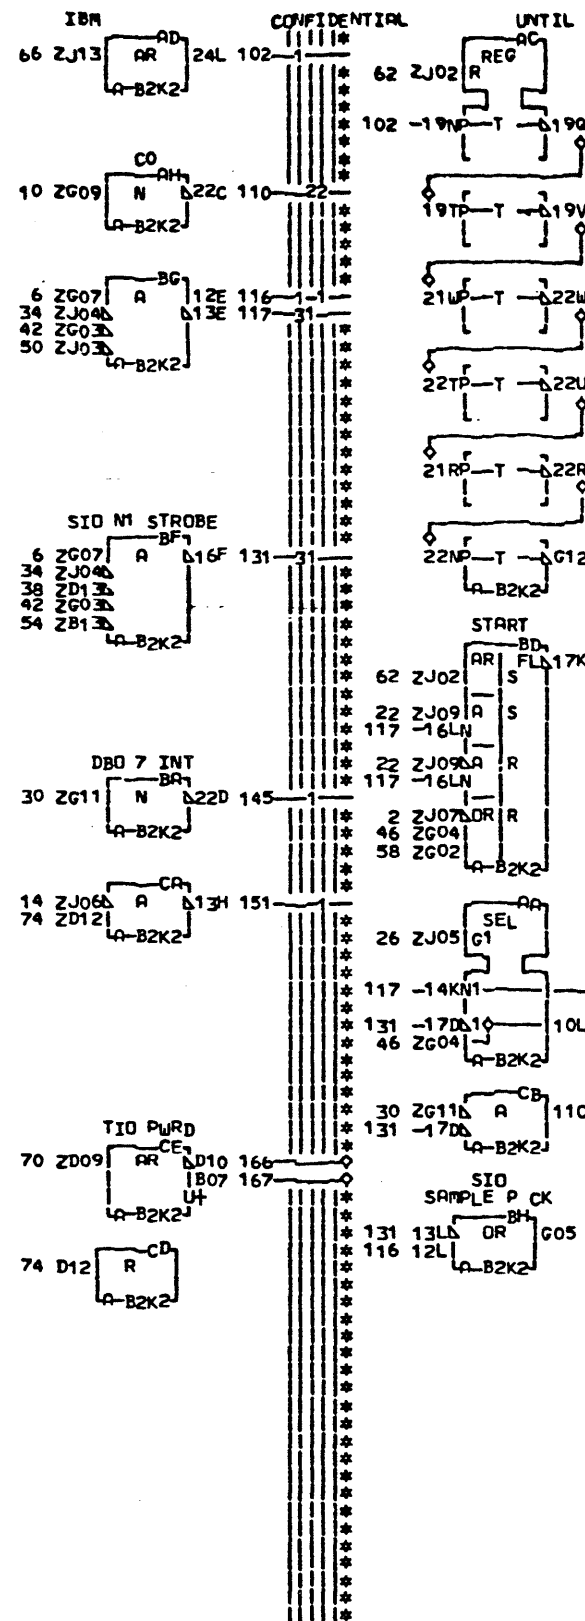 IBM CONFIDENTIAL UNTIL
AD
66 ZJ13 AR 24L 102 1
A-B2K2
CO
AH
10 ZG09 N 22C 110 22
A-B2K2
BG
6 ZG07 A 12E 116 1 1
34 ZJ04 13E 117 31
42 ZG03
50 ZJ03
A-B2K2
SIO N1 STROBE
BF
6 ZG07 A 16F 131 31
34 ZJ04
38 ZD13
42 ZG03
54 ZB13
A-B2K2
DBO 7 INT
BA
30 ZG11 N 22D 145 1
A-B2K2
CA
14 ZJ06 A 13H 151 1
74 ZD12
A-B2K2
TIO PWRD
CE
70 ZD09 AR D10 166
B07 167
U+
A-B2K2
CD
74 D12 R
A-B2K2
AC
REG
62 ZJ02 R
102 -19NP T 19Q
19TP T 19V
21WP T 22W
22TP T 22U
21RP T 22R
22NP T G12
A-B2K2
START
BD
AR FL 17K
62 ZJ02 S
22 ZJ09 A S
117 -16LN
22 ZJ09 A R
117 -16LN
2 ZJ07 OR R
46 ZG04
58 ZG02
A-B2K2
AA
SEL
26 ZJ05 G1
117 -14KN1
131 -17D 1 10L
46 ZG04
A-B2K2
CB
30 ZG11 A 110
131 -17D
A-B2K2
SIO
SAMPLE P CK
BH
131 13L OR G05
116 12L
A-B2K2